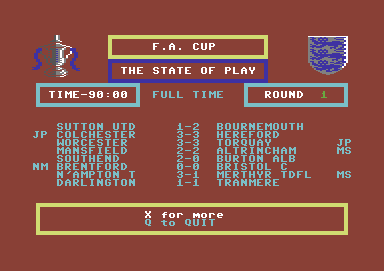 F.A. CUP
THE STATE OF PLAY
TIME-90:00 FULL TIME ROUND 1
SUTTON UTD 1-2 BOURNEMOUTH
JP COLCHESTER 3-3 HEREFORD
WORCESTER 3-3 TORQUAY JP
MANSFIELD 2-2 ALTRINCHAM MS
SOUTHEND 2-0 BURTON ALB
NM BRENTFORD 0-0 BRISTOL C
N'AMPTON T 3-1 MERTHYR TDFL MS
DARLINGTON 1-1 TRANMERE
X for more
Q to QUIT